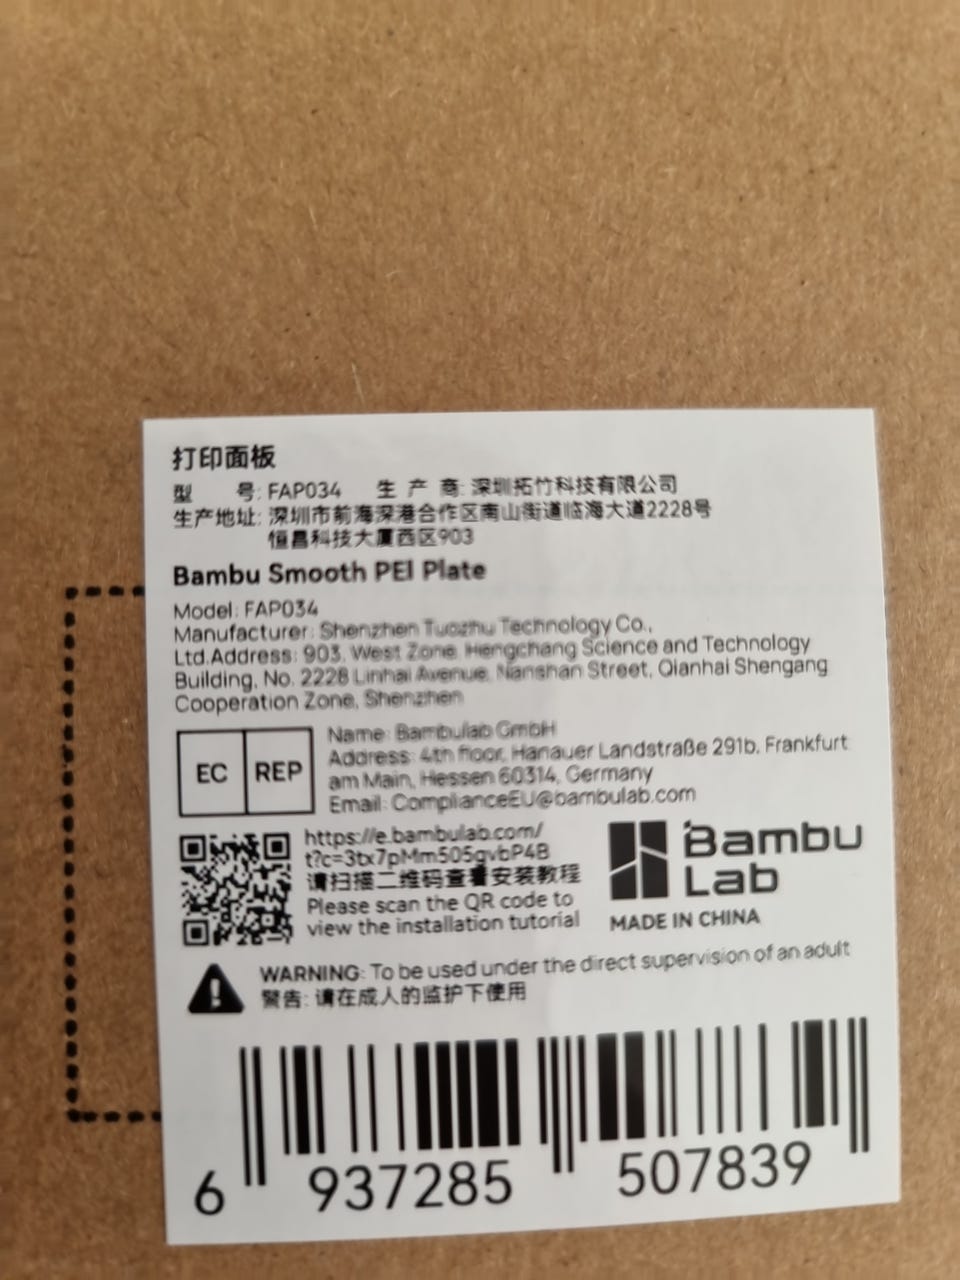 打印面板
型 号: FAP034 生 产 商: 深圳拓竹科技有限公司
生产地址: 深圳市前海深港合作区南山街道临海大道2228号
恒昌科技大厦西区903
Bambu Smooth PEI Plate
Model: FAP034
Manufacturer: Shenzhen Tuozhu Technology Co.,
Ltd.Address: 903, West Zone, Hengchang Science and Technology
Building, No. 2228 Linhai Avenue, Nanshan Street, Qianhai Shengang
Cooperation Zone, Shenzhen
EC REP
Name: Bambulab GmbH
Address: 4th floor, Hanauer Landstraße 291b, Frankfurt
am Main, Hessen 60314, Germany
Email: ComplianceEU@bambulab.com
https://e.bambulab.com/
t?c=3tx7pMm505qvbP4B
请扫描二维码查看安装教程
Please scan the QR code to
view the installation tutorial
Bambu
Lab
MADE IN CHINA
WARNING: To be used under the direct supervision of an adult
警告: 请在成人的监护下使用
6 937285 507839